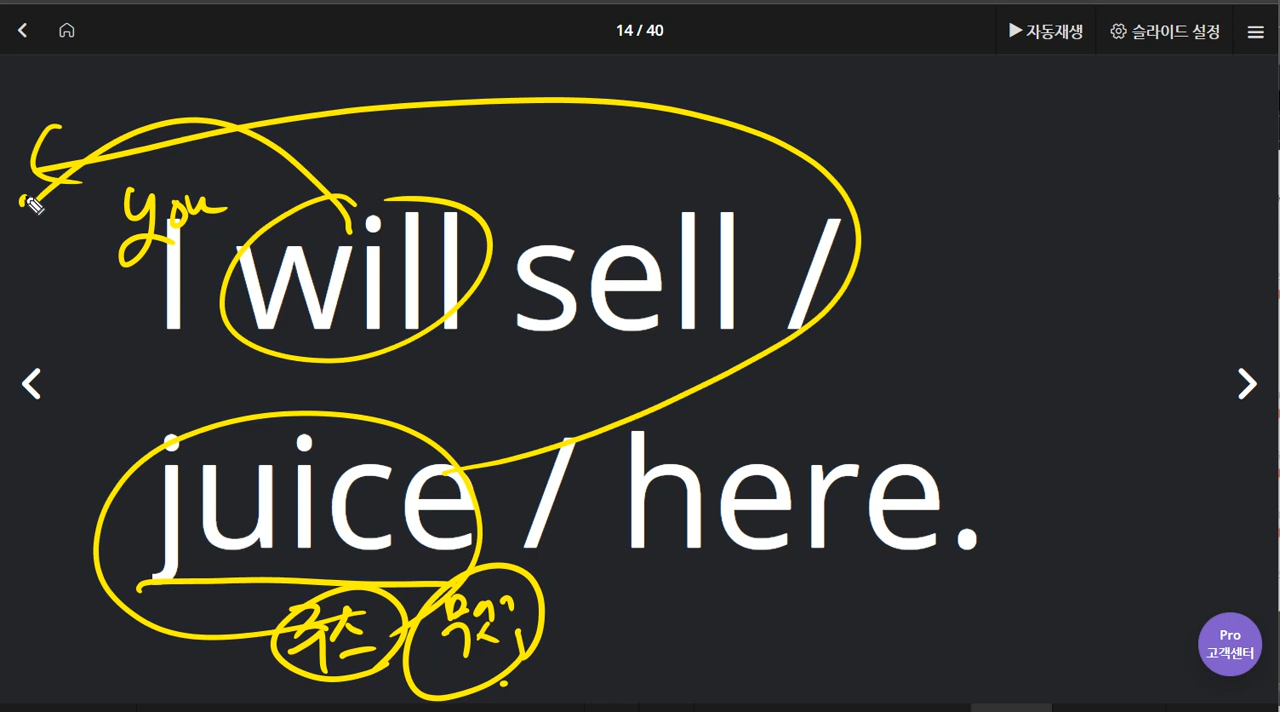 14 / 40
▶ 자동재생
슬라이드 설정
you
I will sell /
juice / here.
주스
무엇?
Pro
고객센터